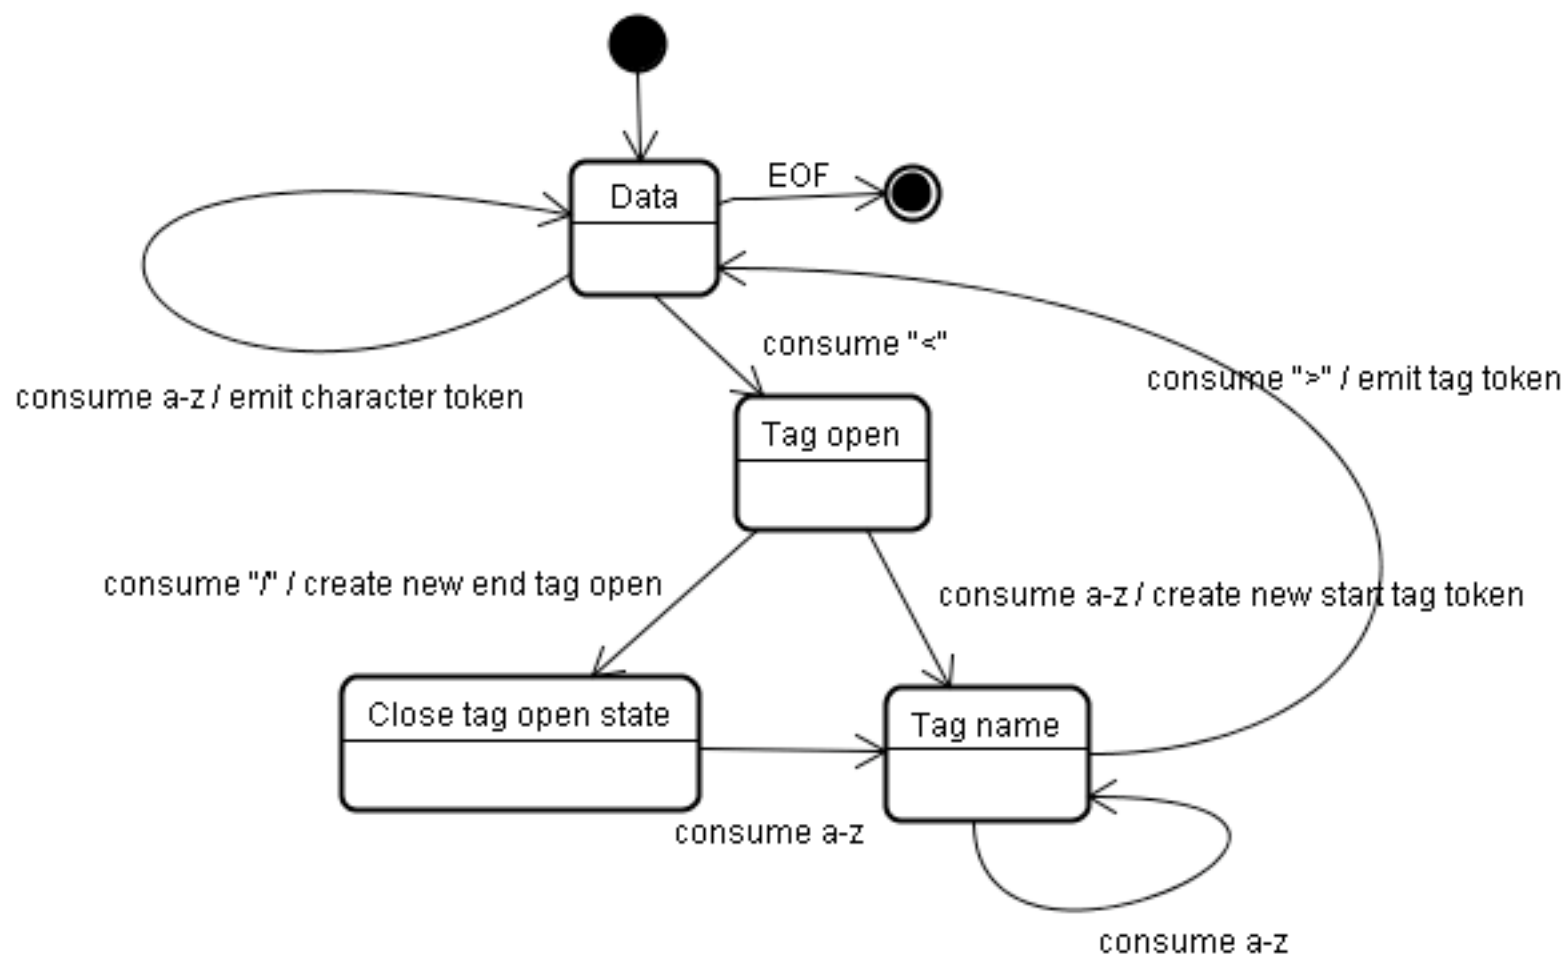 EOF
Data
consume "<"
consume ">" / emit tag token
consume a-z / emit character token
Tag open
consume "/" / create new end tag open
consume a-z / create new start tag token
Close tag open state
Tag name
consume a-z
consume a-z